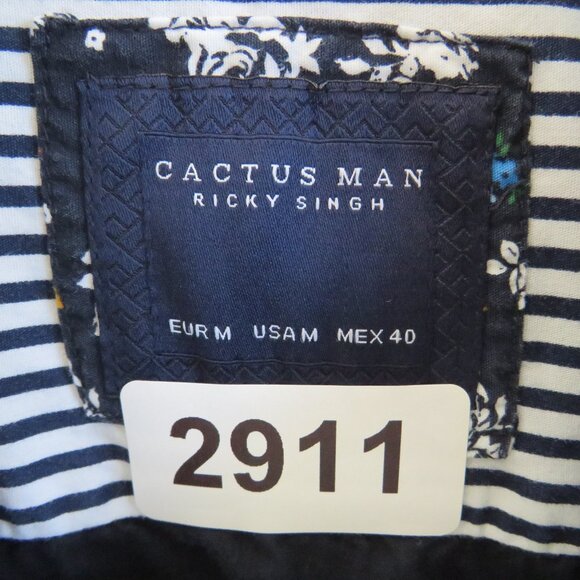 CACTUS MAN
RICKY SINGH
EUR M USA M MEX 40
2911